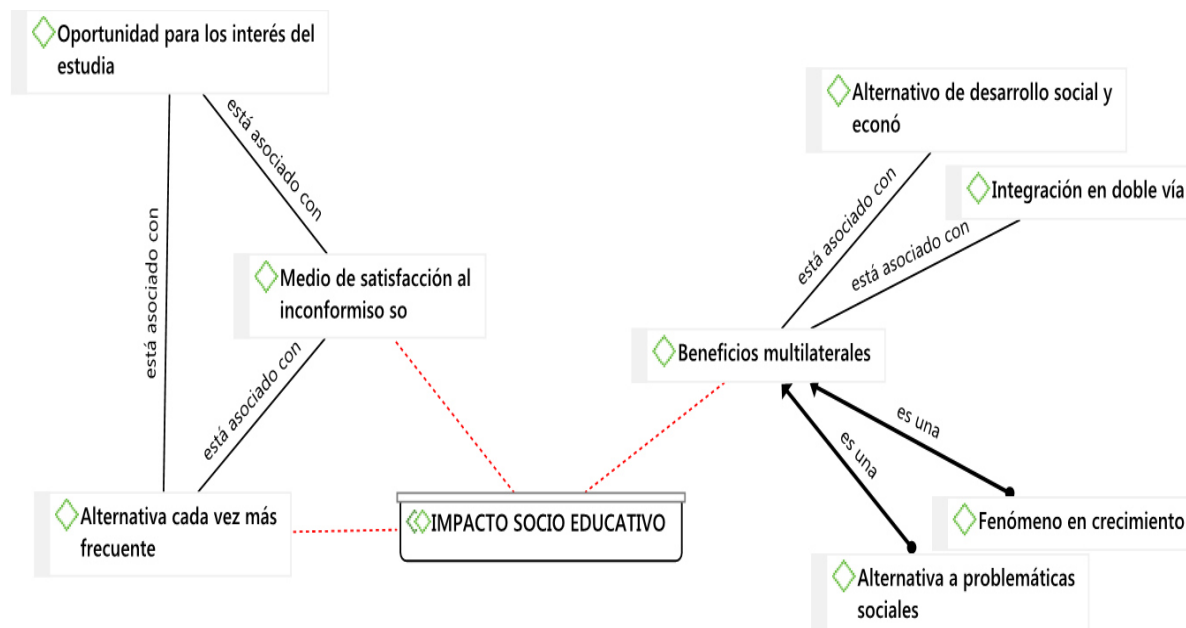 Oportunidad para los interés del
estudia
está asociado con
está asociado con
Medio de satisfacción al
inconformiso so
está asociado con
Alternativa cada vez más
frecuente
IMPACTO SOCIO EDUCATIVO
Alternativo de desarrollo social y
econó
Integración en doble vía
está asociado con
está asociado con
Beneficios multilaterales
es una
es una
Fenómeno en crecimiento
Alternativa a problemáticas
sociales